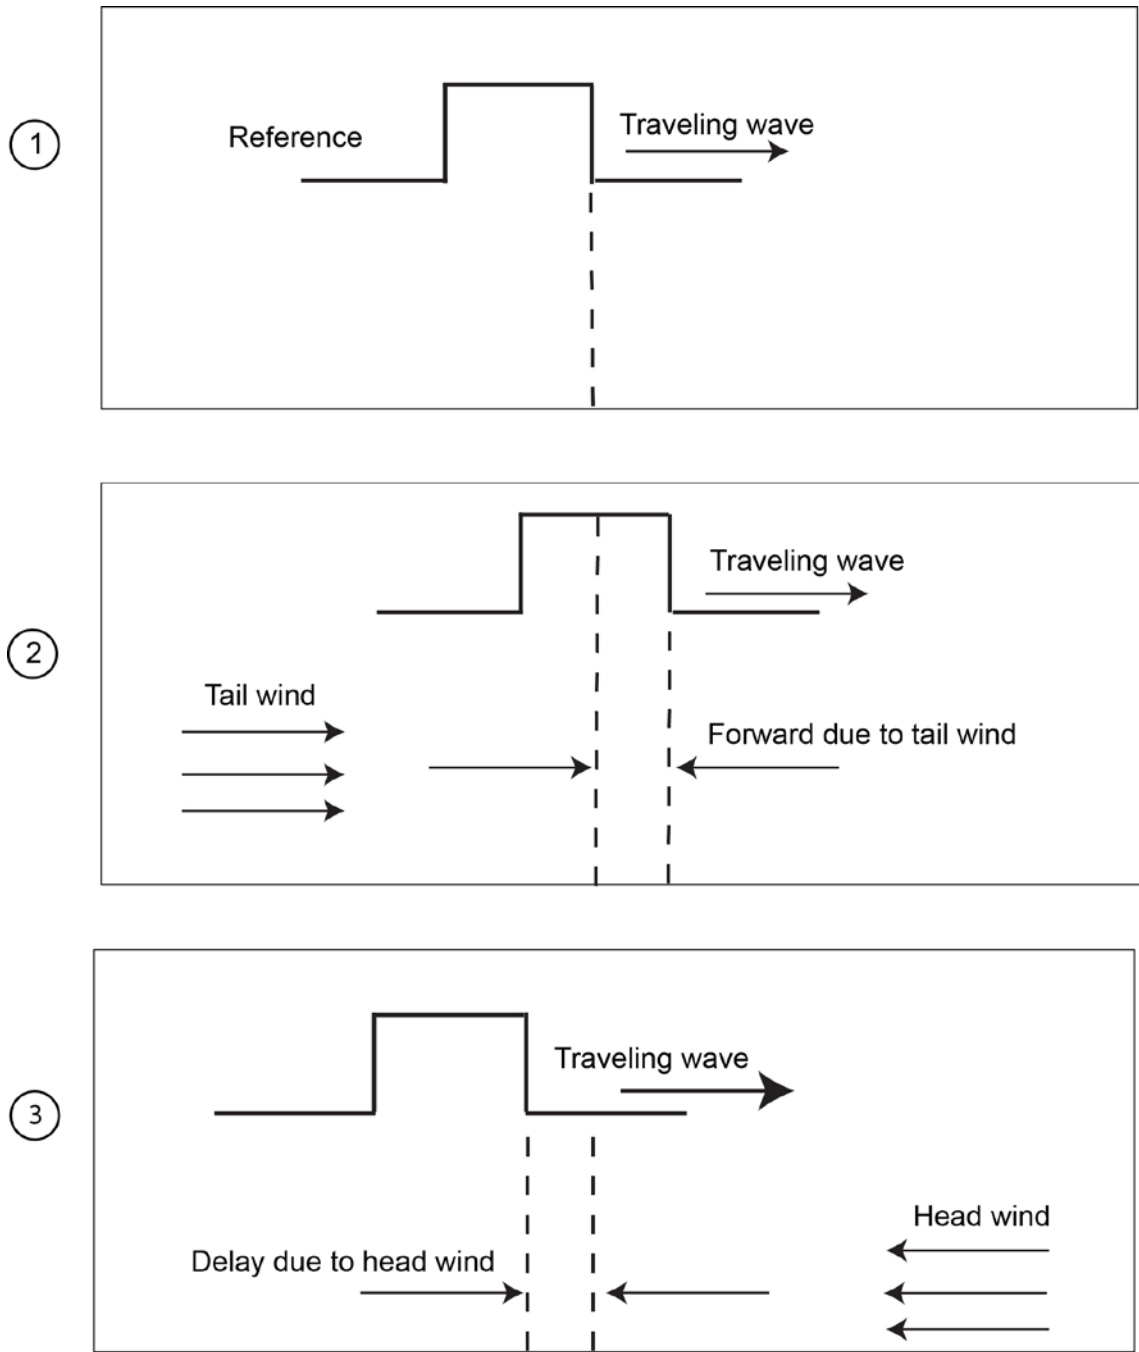 1
Reference
Traveling wave
2
Traveling wave
Tail wind
Forward due to tail wind
3
Traveling wave
Head wind
Delay due to head wind